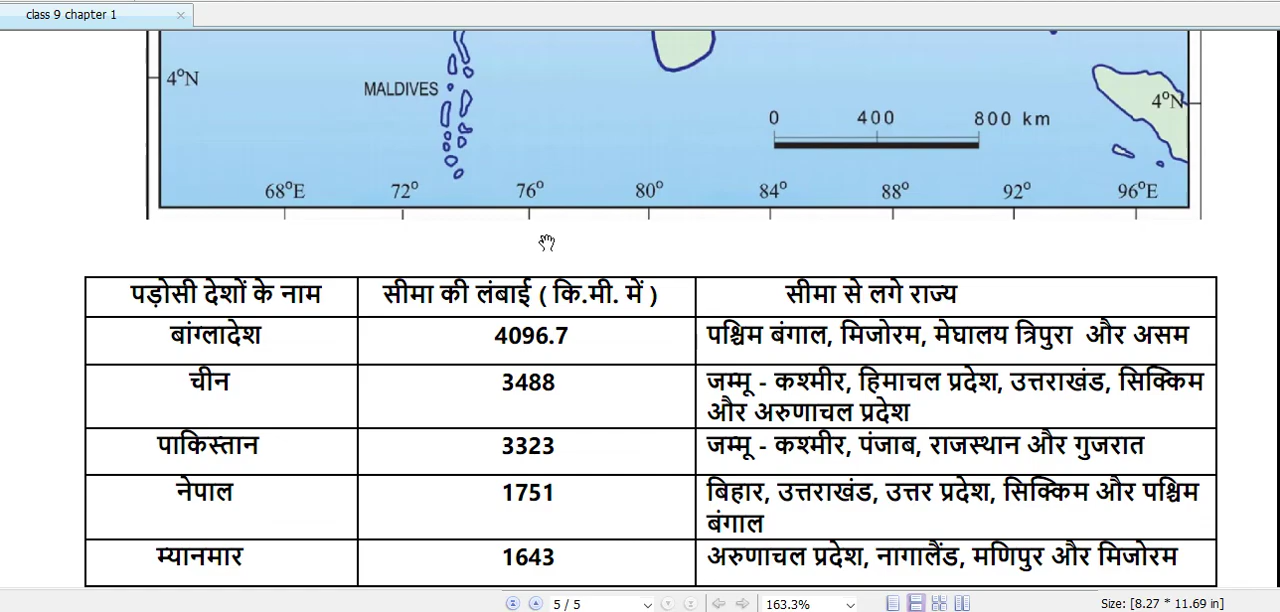 class 9 chapter 1
4°N
MALDIVES
0 400 800 km
4°N
68°E 72° 76° 80° 84° 88° 92° 96°E
पड़ोसी देशों के नाम सीमा की लंबाई ( कि.मी. में ) सीमा से लगे राज्य
बांग्लादेश 4096.7 पश्चिम बंगाल, मिजोरम, मेघालय त्रिपुरा और असम
चीन 3488 जम्मू - कश्मीर, हिमाचल प्रदेश, उत्तराखंड, सिक्किम
और अरुणाचल प्रदेश
पाकिस्तान 3323 जम्मू - कश्मीर, पंजाब, राजस्थान और गुजरात
नेपाल 1751 बिहार, उत्तराखंड, उत्तर प्रदेश, सिक्किम और पश्चिम
बंगाल
म्यानमार 1643 अरुणाचल प्रदेश, नागालैंड, मणिपुर और मिजोरम
5 / 5 163.3% Size: [8.27 * 11.69 in]